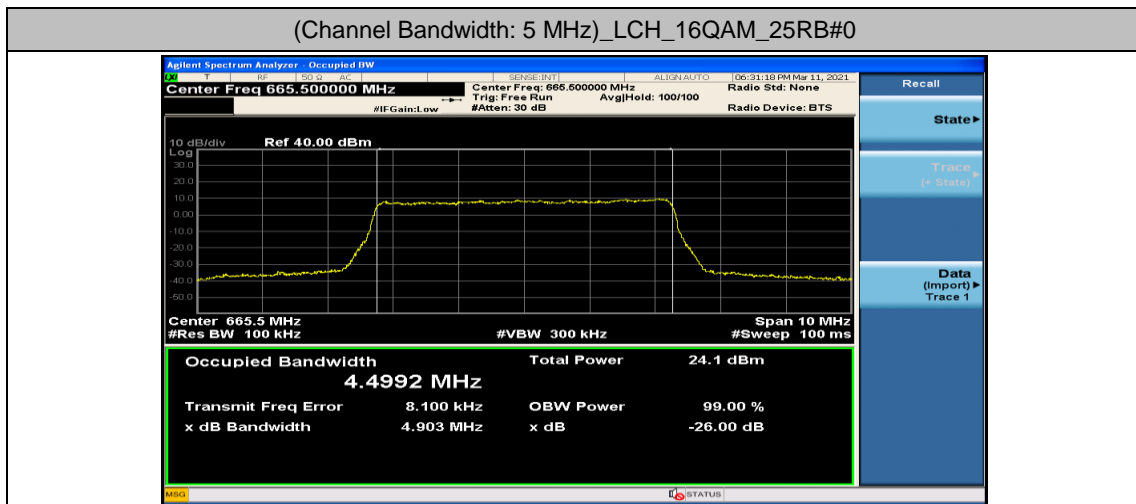 (Channel Bandwidth: 5 MHz)_LCH_16QAM_25RB#0
Agilent Spectrum Analyzer - Occupied BW
LXI T RF 50 Ω AC SENSE:INT ALIGN AUTO 06:31:18 PM Mar 11, 2021
Center Freq 665.500000 MHz Center Freq: 665.500000 MHz Radio Std: None
Trig: Free Run Avg|Hold: 100/100
#IFGain:Low #Atten: 30 dB Radio Device: BTS
10 dB/div Ref 40.00 dBm
Log
30.0
20.0
10.0
0.00
-10.0
-20.0
-30.0
-40.0
-50.0
Center 665.5 MHz Span 10 MHz
#Res BW 100 kHz #VBW 300 kHz #Sweep 100 ms
Occupied Bandwidth Total Power 24.1 dBm
4.4992 MHz
Transmit Freq Error 8.100 kHz OBW Power 99.00 %
x dB Bandwidth 4.903 MHz x dB -26.00 dB
Recall
State
Trace
(+ State)
Data
(Import)
Trace 1
MSG STATUS